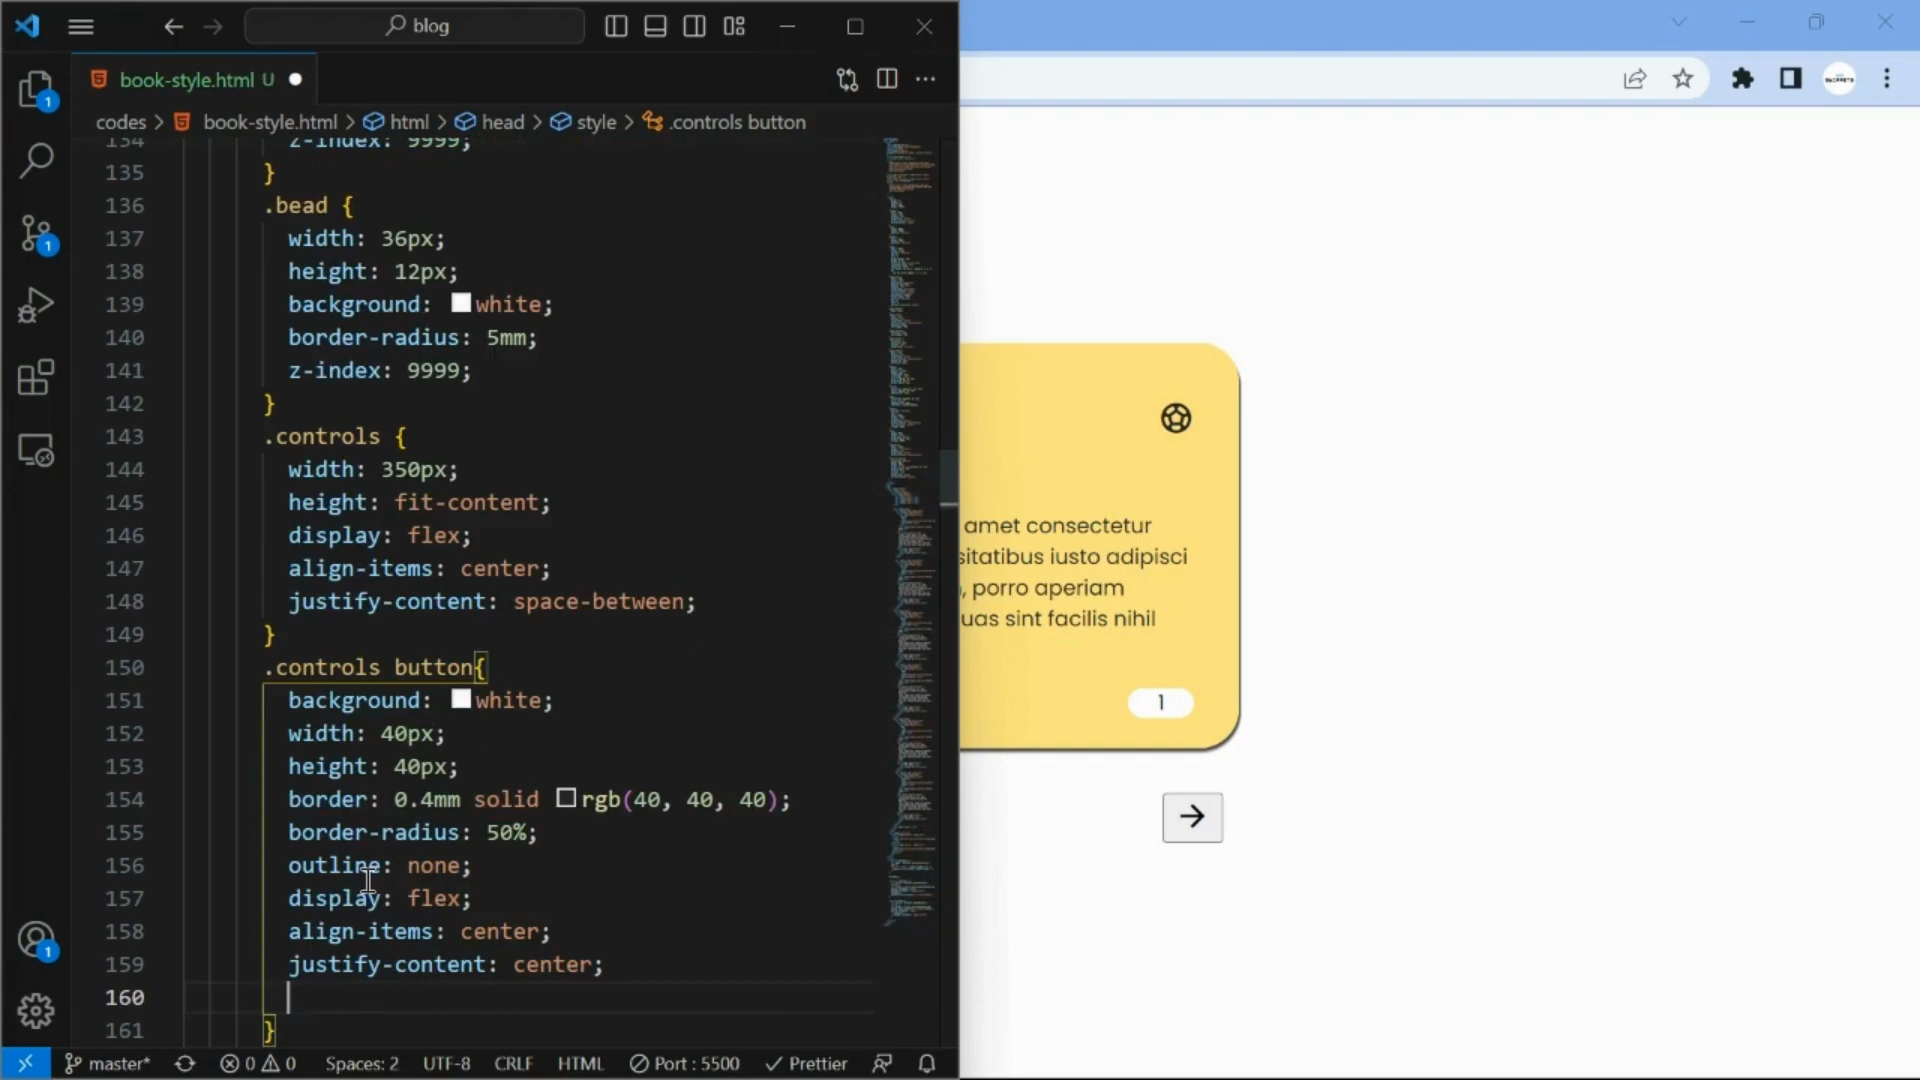 blog
book-style.html U
codes > book-style.html > html > head > style > .controls button
134 z-index: 9999;
135 }
136 .bead {
137 width: 36px;
138 height: 12px;
139 background: white;
140 border-radius: 5mm;
141 z-index: 9999;
142 }
143 .controls {
144 width: 350px;
145 height: fit-content;
146 display: flex;
147 align-items: center;
148 justify-content: space-between;
149 }
150 .controls button{
151 background: white;
152 width: 40px;
153 height: 40px;
154 border: 0.4mm solid rgb(40, 40, 40);
155 border-radius: 50%;
156 outline: none;
157 display: flex;
158 align-items: center;
159 justify-content: center;
160
161 }
1
1
1
master* 0 0 Spaces: 2 UTF-8 CRLF HTML Port : 5500 Prettier
amet consectetur
sitatibus iusto adipisci
, porro aperiam
uas sint facilis nihil
1